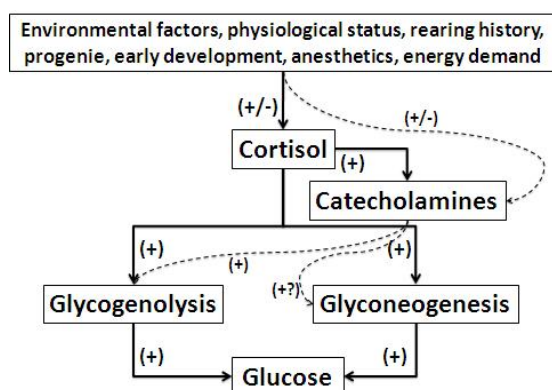 Environmental factors, physiological status, rearing history,
progenie, early development, anesthetics, energy demand
(+/-)
(+/-)
Cortisol
(+)
Catecholamines
(+)
(+)
(+)
(+?)
Glycogenolysis
Glyconeogenesis
(+)
(+)
Glucose